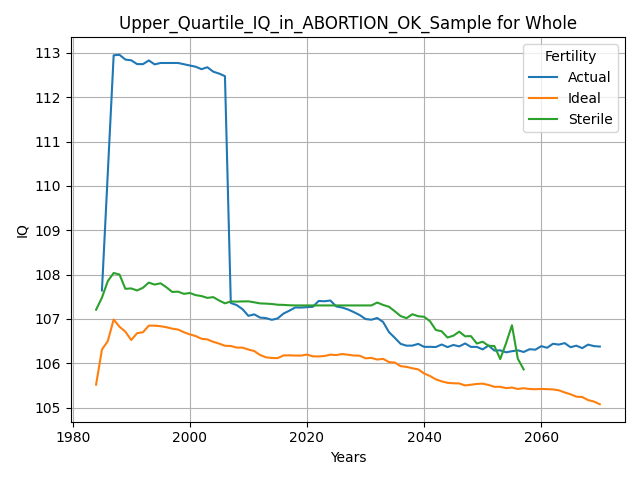 Upper_Quartile_IQ_in_ABORTION_OK_Sample for Whole
Fertility
Actual
Ideal
Sterile
IQ
113
112
111
110
109
108
107
106
105
1980
2000
2020
2040
2060
Years